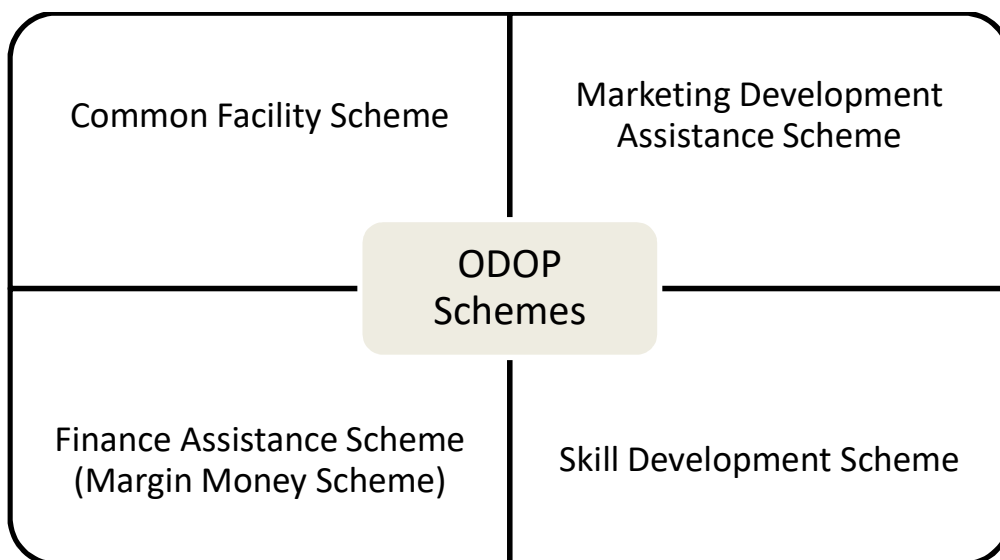 Common Facility Scheme
Marketing Development
Assistance Scheme
ODOP
Schemes
Finance Assistance Scheme
(Margin Money Scheme)
Skill Development Scheme